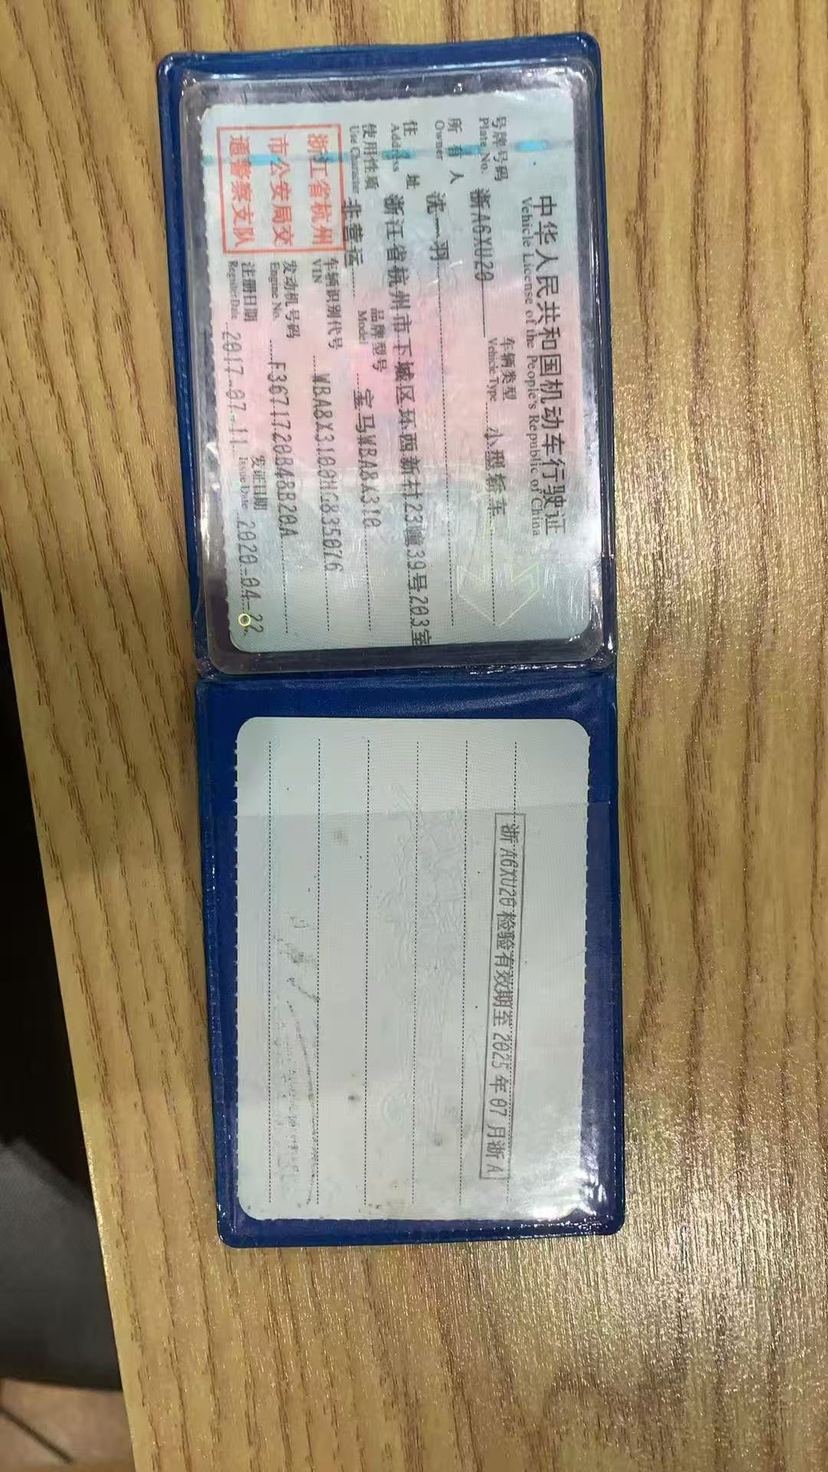 中华人民共和国机动车行驶证
Vehicle License of the People's Republic of China
号牌号码 浙A6XU20 车辆类型 小型轿车
Plate No. Vehicle Type
所有人 冼一羽
Owner
住址 浙江省杭州市下城区环西新村23幢39号203室
Address
使用性质 非营运 品牌型号 宝马WBA8X310
Use Character Model
浙江省杭州
市公安局交
通警察支队
车辆识别代号 WBA8X3100HG835076
VIN
发动机号码 F3671720B48B20A
Engine No.
注册日期 2017-07-11 发证日期 2020-04-22
Register Date Issue Date
浙A6XU20检验有效期至2025年07月浙A